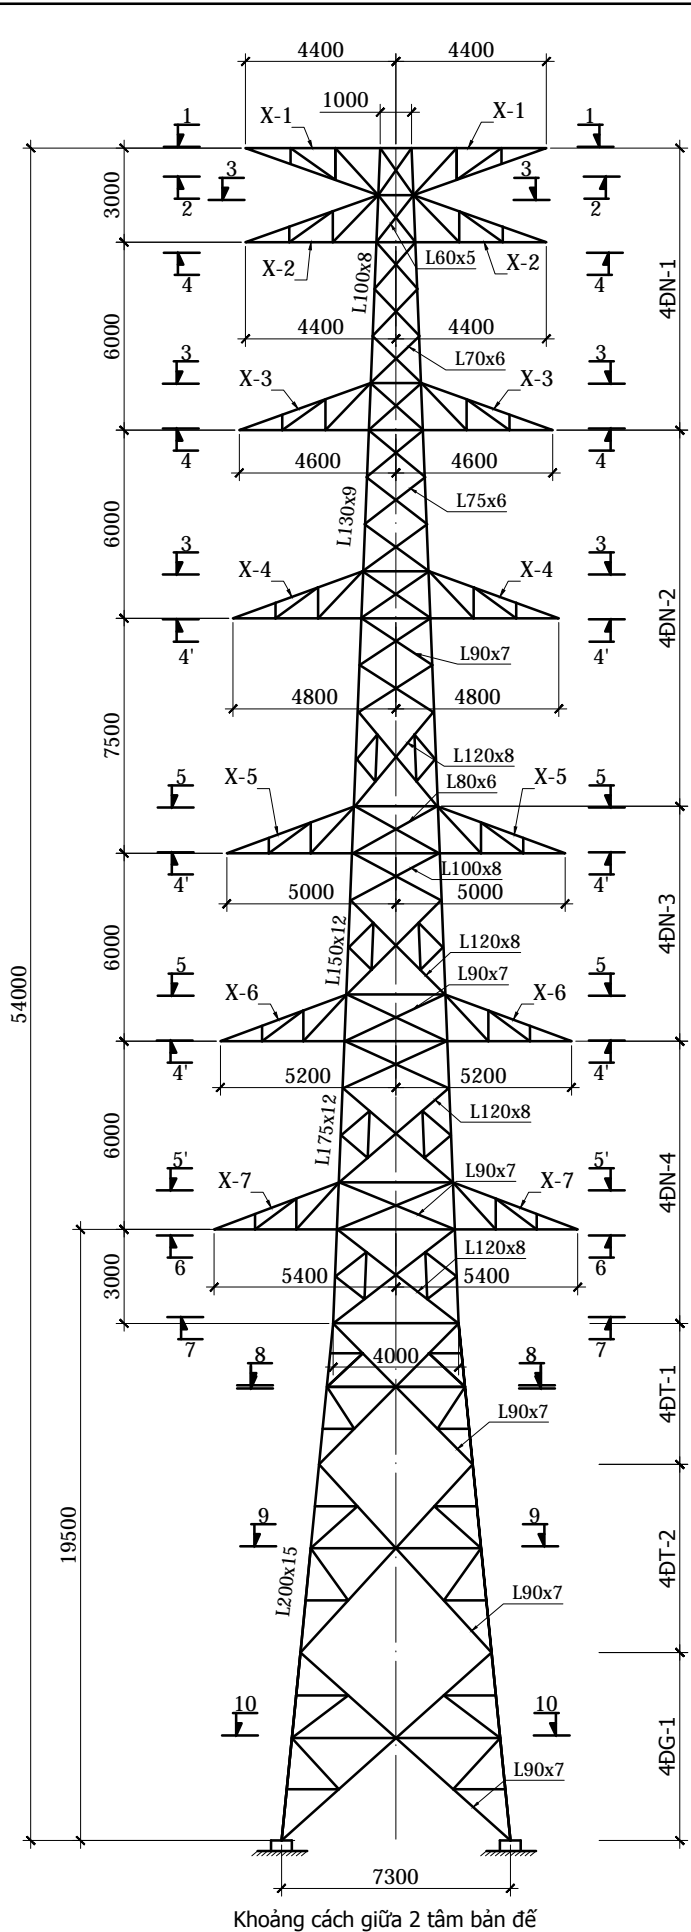 4400 4400
1000
X-1 X-1
1 1
3 3
3000
2 2
L60x5
X-2 X-2
4 4
L100x8
4ĐN-1
4400 4400
6000
L70x6
3 3
X-3 X-3
4 4
4600 4600
L75x6
L130x9
6000
3 3
X-4 X-4
4ĐN-2
4' 4'
L90x7
4800 4800
7500
L120x8
5 X-5 L80x6 X-5 5
4' L100x8 4'
5000 5000
4ĐN-3
6000
L150x12
L120x8
5 L90x7 5
X-6 X-6
54000
4' 4'
5200 5200
L120x8
L175x12
6000
5' 5'
X-7 L90x7 X-7
4ĐN-4
6 L120x8 6
5400 5400
3000
7 7
8 4000 8
4ĐT-1
L90x7
9 9
19500
4ĐT-2
L200x15
L90x7
10 10
4ĐG-1
L90x7
7300
Khoảng cách giữa 2 tâm bản đế